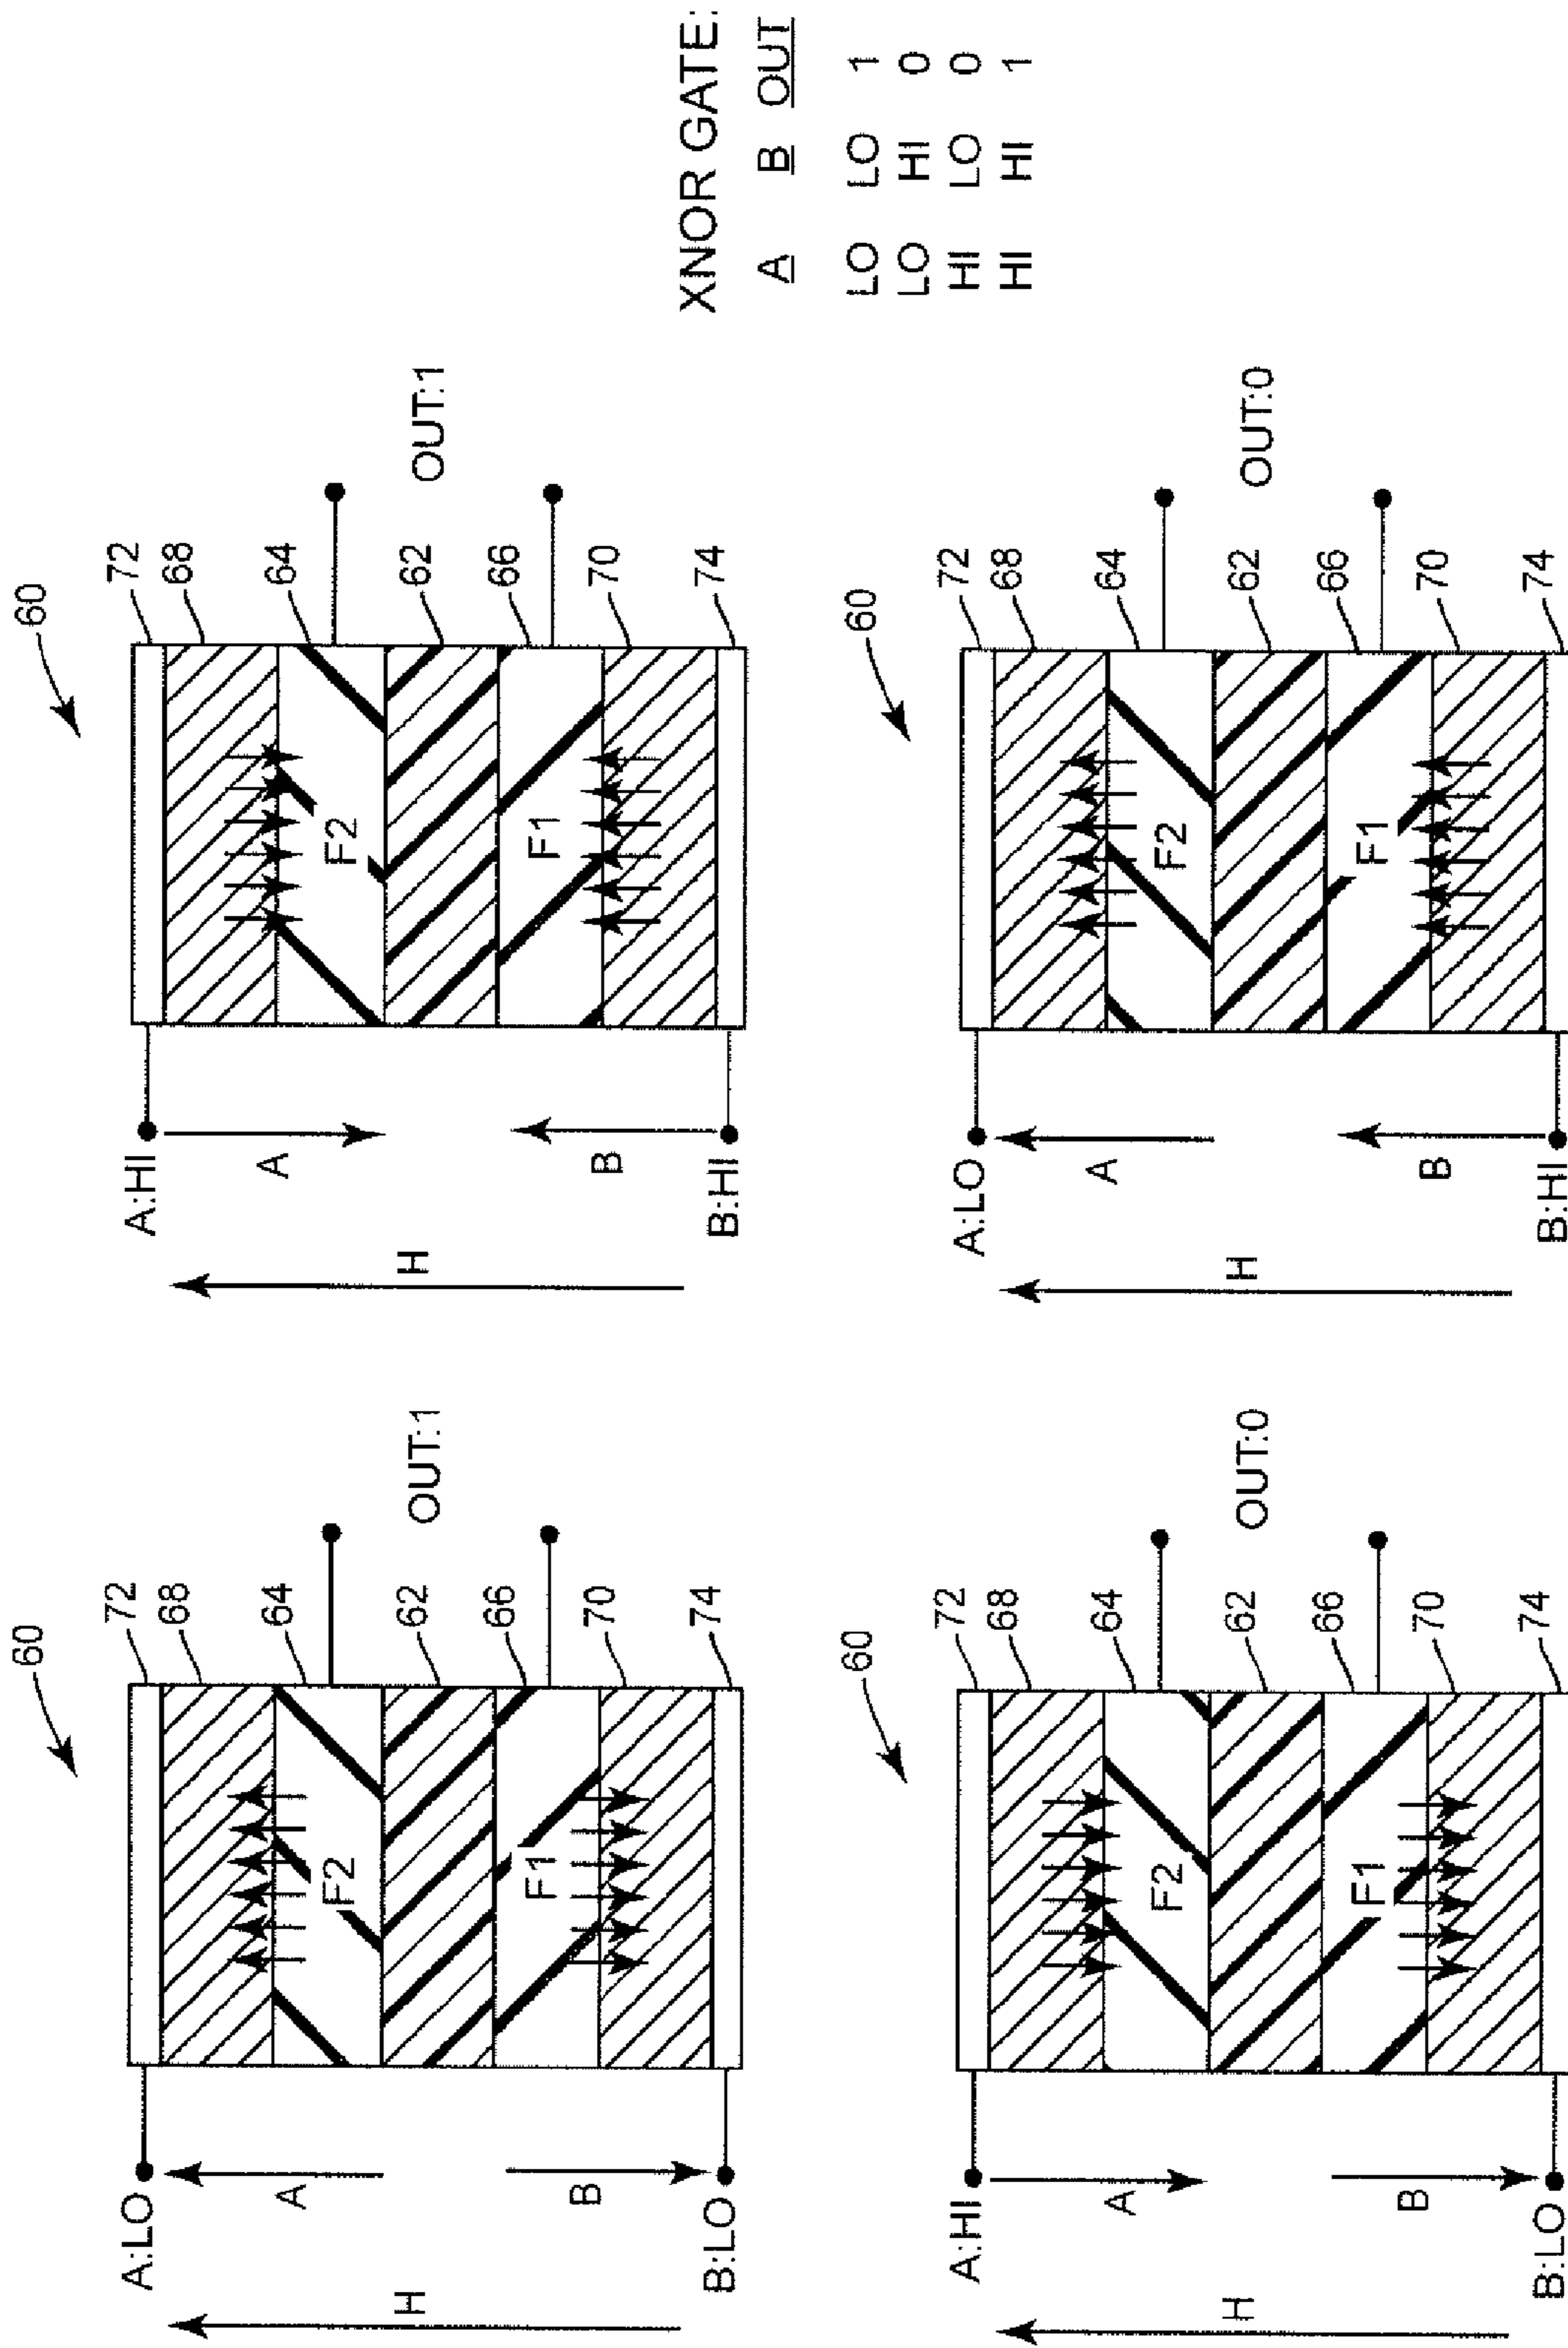 60
72
68
64
62
66
70
74
A:LO
A
B
B:LO
H
F2
F1
OUT:1
60
72
68
64
62
66
70
74
A:HI
A
B
B:HI
H
F2
F1
OUT:1
60
72
68
64
62
66
70
74
A:HI
A
B
B:LO
H
F2
F1
OUT:0
60
72
68
64
62
66
70
74
A:LO
A
B
B:HI
H
F2
F1
OUT:0
XNOR GATE:
A B OUT
LO LO 1
LO HI 0
HI LO 0
HI HI 1